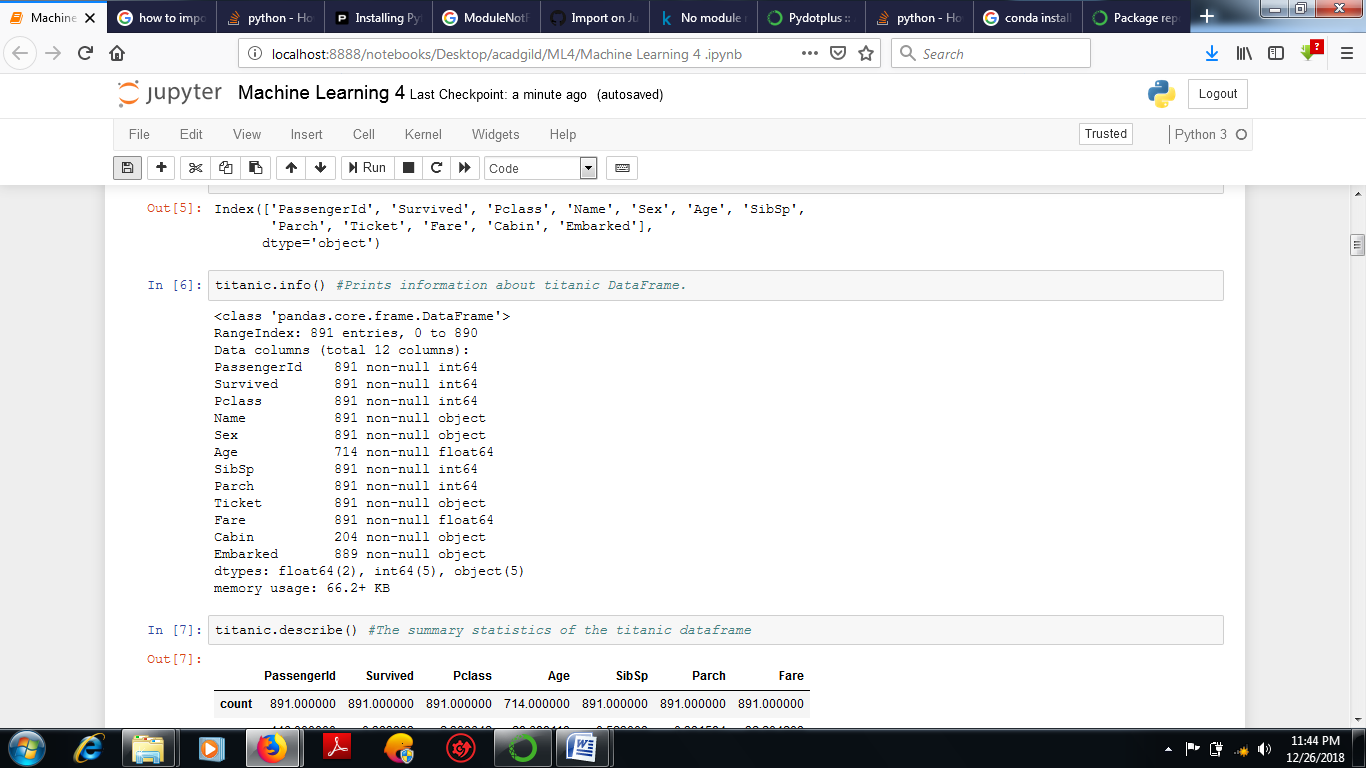 Machine
how to impo
python - Ho
Installing Py
ModuleNotF
Import on Ju
No module
Pydotplus ::
python - Ho
conda install
Package rep
localhost:8888/notebooks/Desktop/acadgild/ML4/Machine Learning 4 .ipynb
Search
jupyter Machine Learning 4 Last Checkpoint: a minute ago (autosaved)
Logout
File Edit View Insert Cell Kernel Widgets Help
Trusted
Python 3
Run
Code
Out[5]: Index(['PassengerId', 'Survived', 'Pclass', 'Name', 'Sex', 'Age', 'SibSp',
'Parch', 'Ticket', 'Fare', 'Cabin', 'Embarked'],
dtype='object')
In [6]: titanic.info() #Prints information about titanic DataFrame.
<class 'pandas.core.frame.DataFrame'>
RangeIndex: 891 entries, 0 to 890
Data columns (total 12 columns):
PassengerId 891 non-null int64
Survived 891 non-null int64
Pclass 891 non-null int64
Name 891 non-null object
Sex 891 non-null object
Age 714 non-null float64
SibSp 891 non-null int64
Parch 891 non-null int64
Ticket 891 non-null object
Fare 891 non-null float64
Cabin 204 non-null object
Embarked 889 non-null object
dtypes: float64(2), int64(5), object(5)
memory usage: 66.2+ KB
In [7]: titanic.describe() #The summary statistics of the titanic dataframe
Out[7]:
PassengerId Survived Pclass Age SibSp Parch Fare
count 891.000000 891.000000 891.000000 714.000000 891.000000 891.000000 891.000000
11:44 PM
12/26/2018